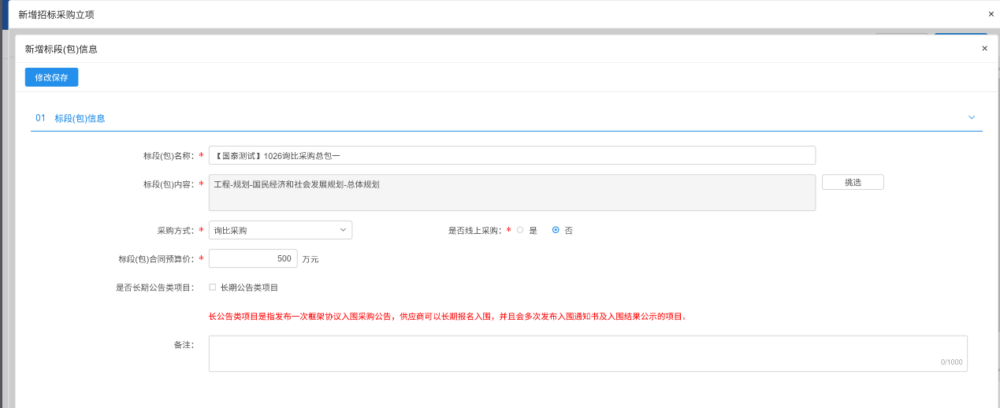 新增招标采购立项
新增标段(包)信息
修改保存
01 标段(包)信息
标段(包)名称：* 【国泰测试】1026询比采购总包一
标段(包)内容：* 工程-规划-国民经济和社会发展规划-总体规划 挑选
采购方式：* 询比采购 是否线上采购：* 是 否
标段(包)合同预算价：* 500 万元
是否长期公告类项目： 长期公告类项目
长公告类项目是指发布一次框架协议入围采购公告，供应商可以长期报名入围，并且会多次发布入围通知书及入围结果公示的项目。
备注：
0/1000